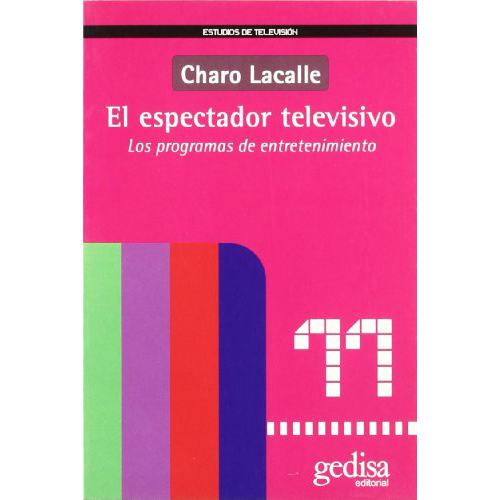 ESTUDIOS DE TELEVISIÓN
Charo Lacalle
El espectador televisivo
Los programas de entretenimiento
11
gedisa
editorial